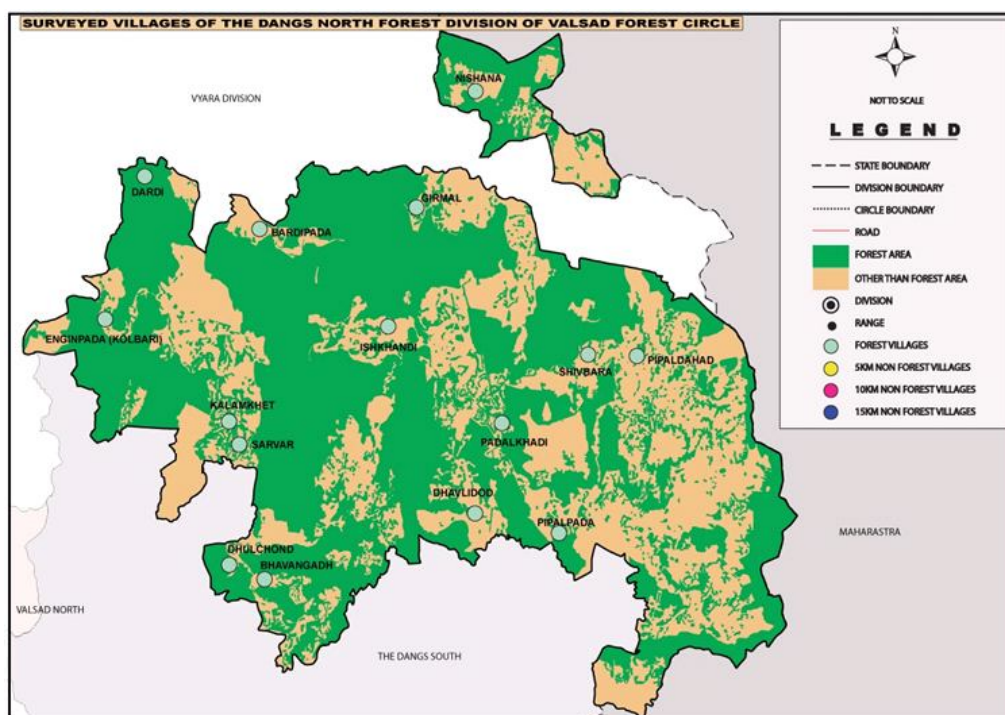 SURVEYED VILLAGES OF THE DANGS NORTH FOREST DIVISION OF VALSAD FOREST CIRCLE
N
NOT TO SCALE
LEGEND
STATE BOUNDARY
DIVISION BOUNDARY
CIRCLE BOUNDARY
ROAD
FOREST AREA
OTHER THAN FOREST AREA
DIVISION
RANGE
FOREST VILLAGES
5KM NON FOREST VILLAGES
10KM NON FOREST VILLAGES
15KM NON FOREST VILLAGES
NISHANA
VYARA DIVISION
DARDI
GIRMAL
BARDIPADA
ENGINPADA (KOLBARI)
ISHKHANDI
SHIVBARA
PIPALDAHAD
KALAMKHET
SARVAR
PADALKHADI
DHAVLIDOD
PIPALPADA
MAHARASTRA
DHULCHOND
BHAVANGADH
VALSAD NORTH
THE DANGS SOUTH